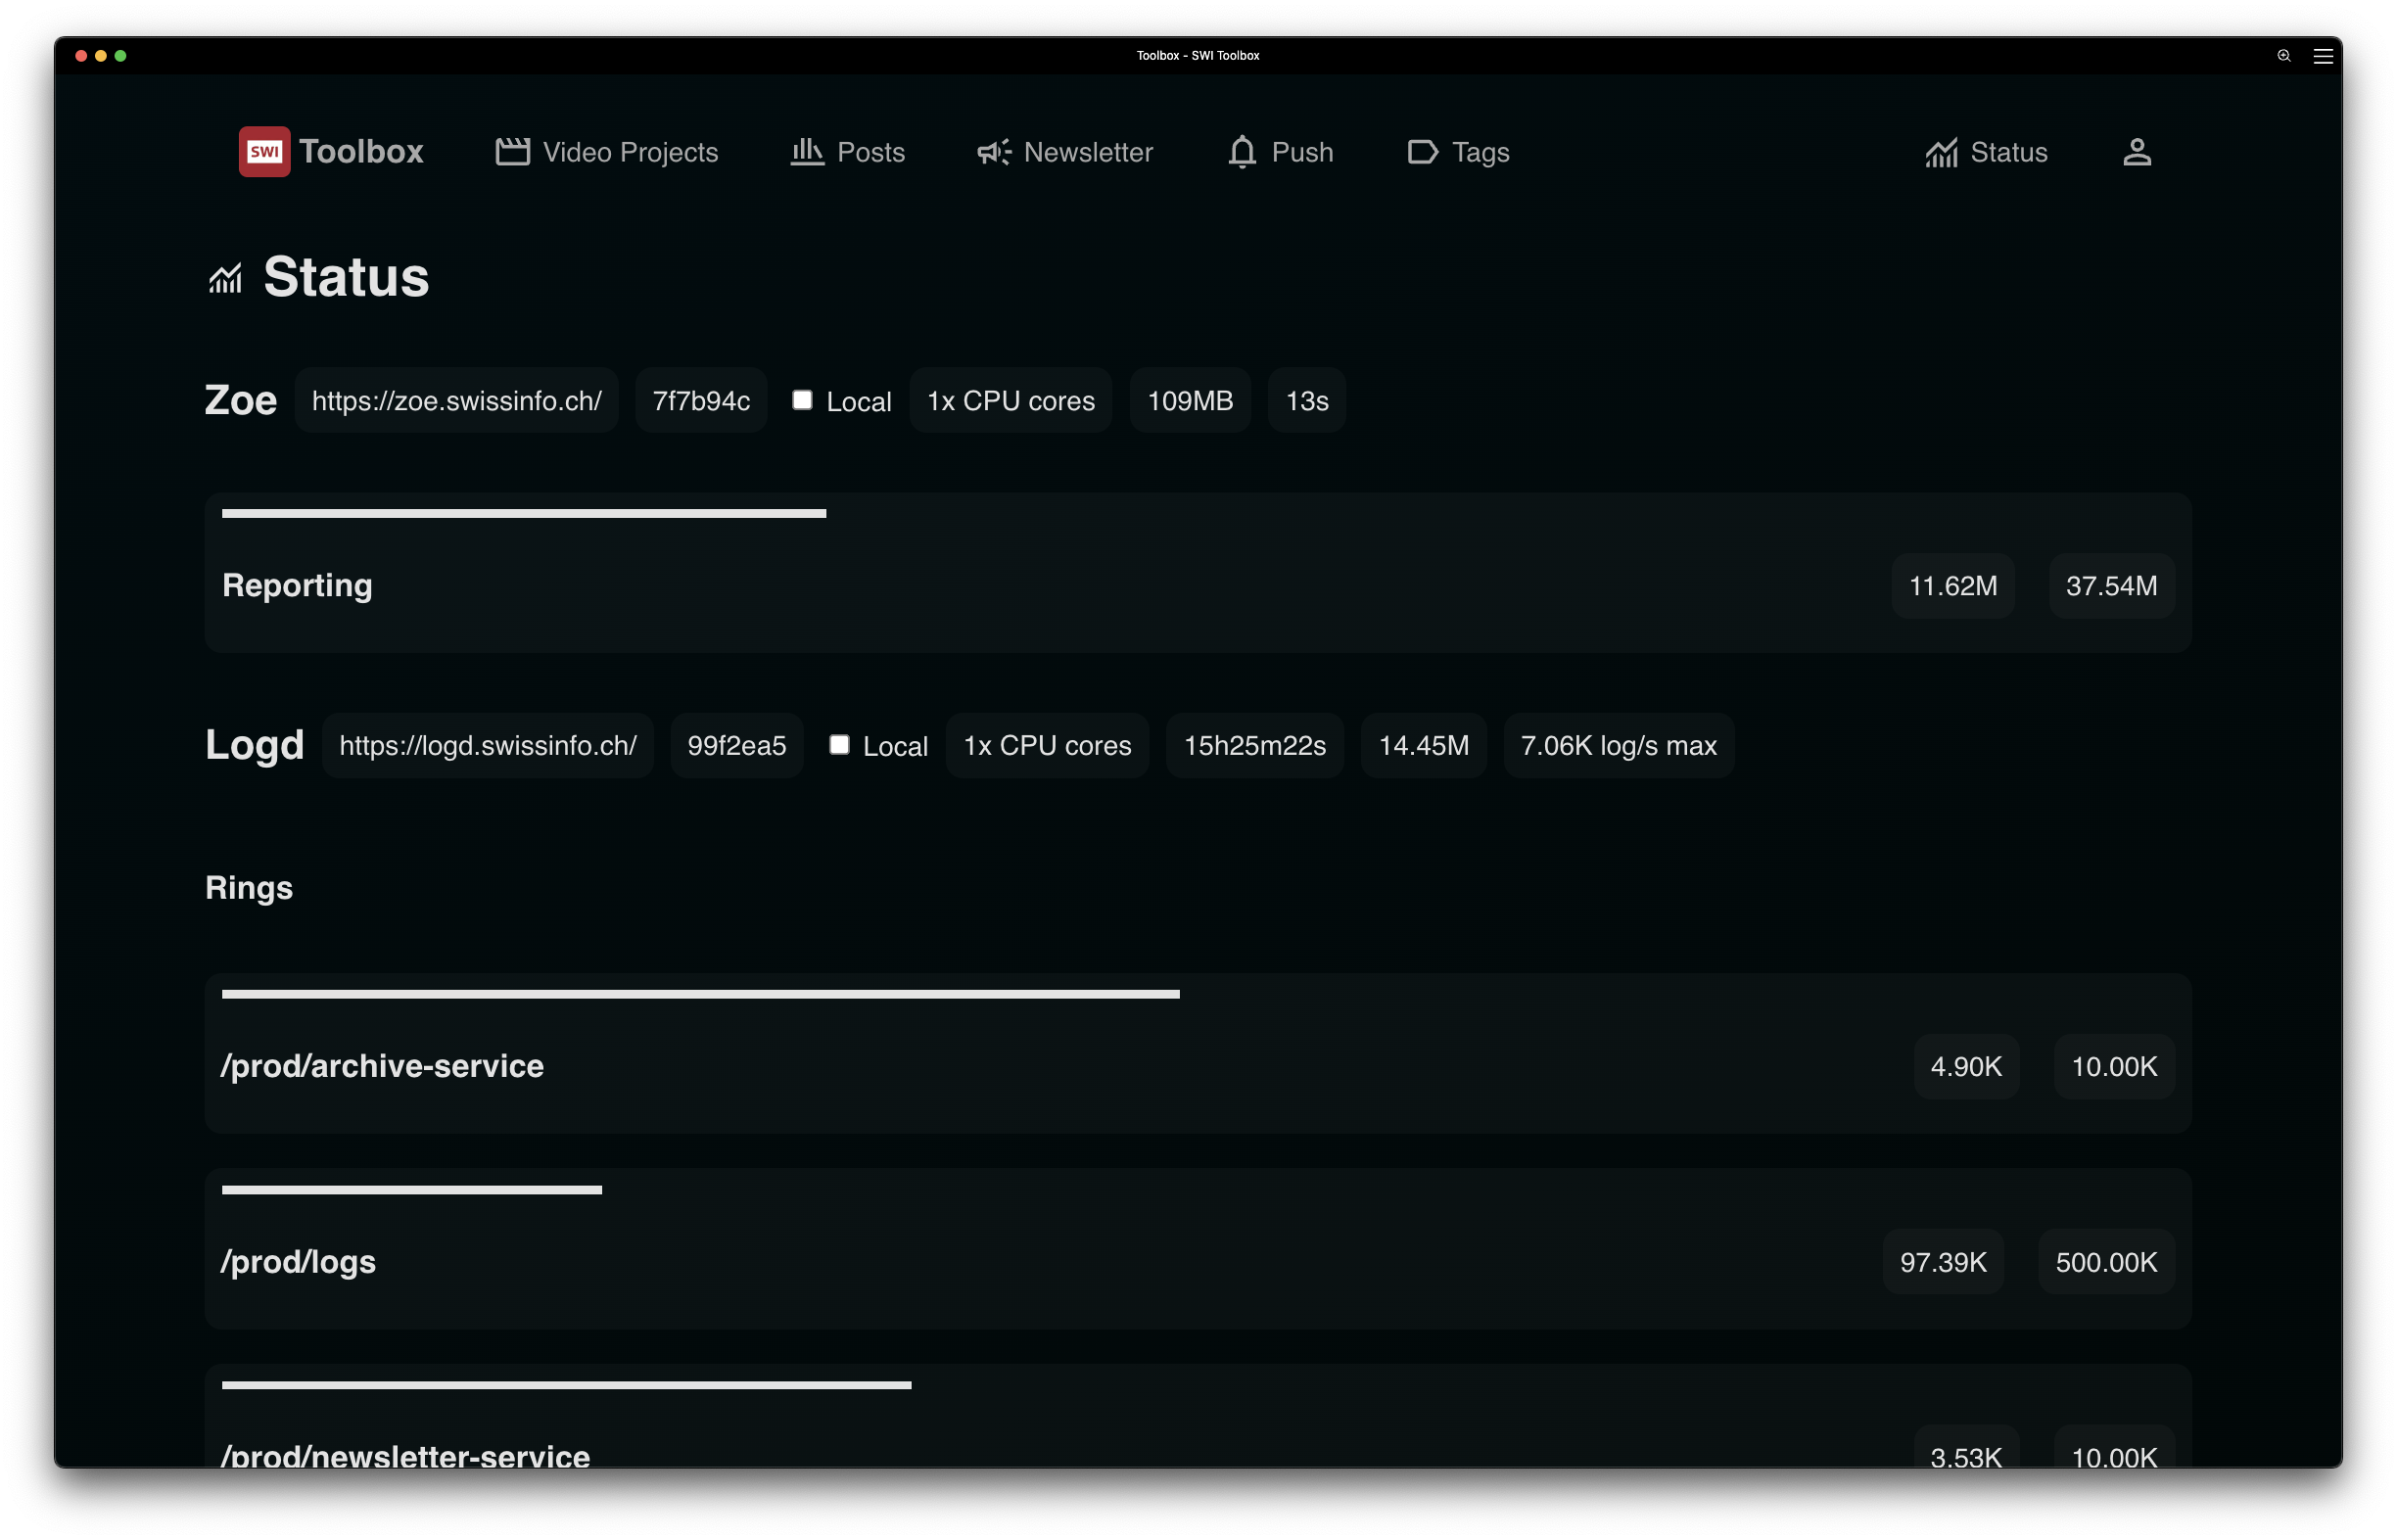 Toolbox - SWI Toolbox
SWI Toolbox Video Projects Posts Newsletter Push Tags Status
Status
Zoe https://zoe.swissinfo.ch/ 7f7b94c Local 1x CPU cores 109MB 13s
Reporting 11.62M 37.54M
Logd https://logd.swissinfo.ch/ 99f2ea5 Local 1x CPU cores 15h25m22s 14.45M 7.06K log/s max
Rings
/prod/archive-service 4.90K 10.00K
/prod/logs 97.39K 500.00K
/prod/newsletter-service 3.53K 10.00K